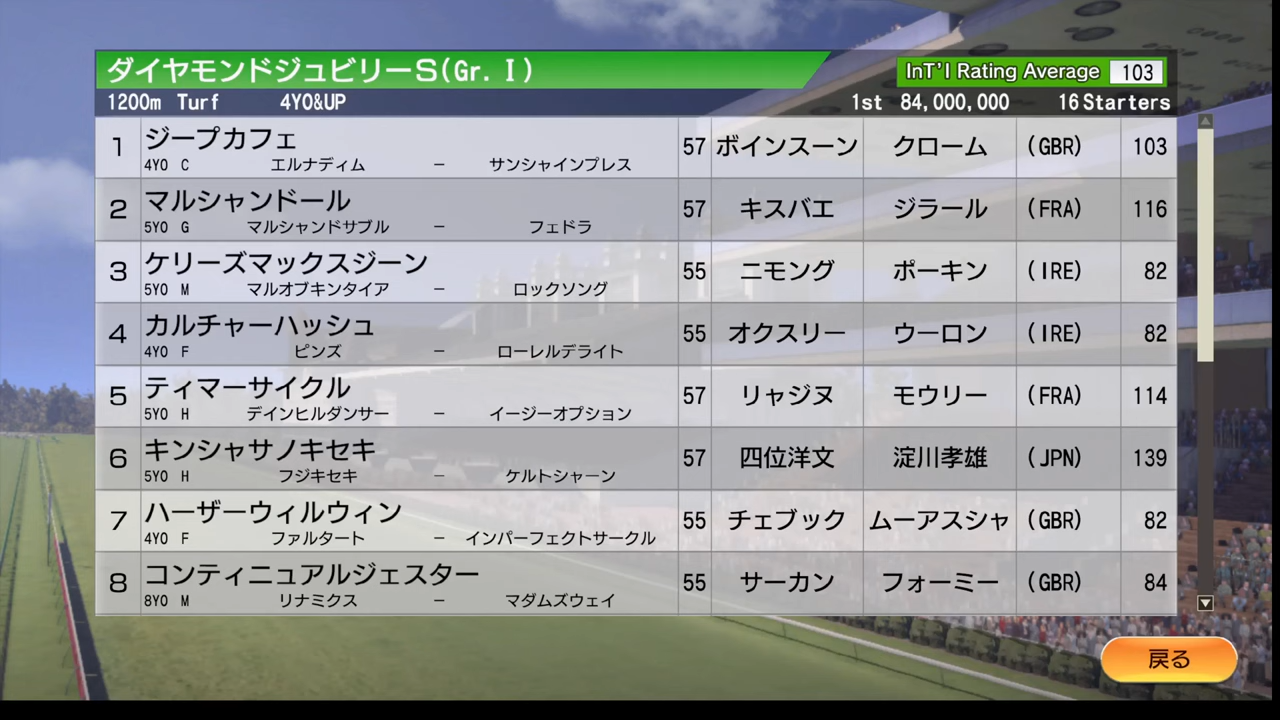 ダイヤモンドジュビリーS(Gr. I)
InT'l Rating Average 103
1200m Turf 4YO&UP 1st 84,000,000 16Starters
1 ジープカフェ 57 ボインスーン クローム (GBR) 103
4YO C エルナディム − サンシャインプレス
2 マルシャンドール 57 キスバエ ジラール (FRA) 116
5YO G マルシャンドサブル − フェドラ
3 ケリーズマックスジーン 55 ニモング ポーキン (IRE) 82
5YO M マルオブキンタイア − ロックソング
4 カルチャーハッシュ 55 オクスリー ウーロン (IRE) 82
4YO F ピンズ − ローレルデライト
5 ティマーサイクル 57 リャジヌ モウリー (FRA) 114
5YO H デインヒルダンサー − イージーオプション
6 キンシャサノキセキ 57 四位洋文 淀川孝雄 (JPN) 139
5YO H フジキセキ − ケルトシャーン
7 ハーザーウィルウィン 55 チェブック ムーアスシャ (GBR) 82
4YO F ファルタート − インパーフェクトサークル
8 コンティニュアルジェスター 55 サーカン フォーミー (GBR) 84
8YO M リナミクス − マダムズウェイ
戻る